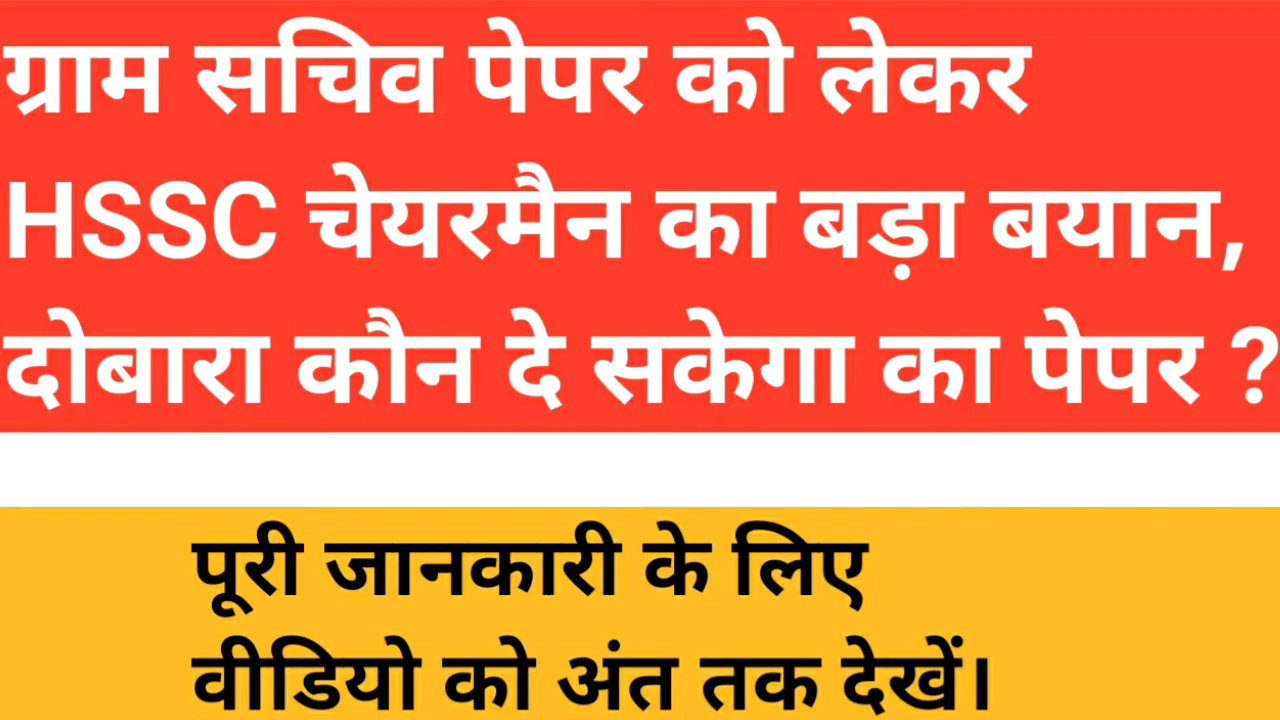 ग्राम सचिव पेपर को लेकर
HSSC चेयरमैन का बड़ा बयान,
दोबारा कौन दे सकेगा का पेपर ?
पूरी जानकारी के लिए
वीडियो को अंत तक देखें।